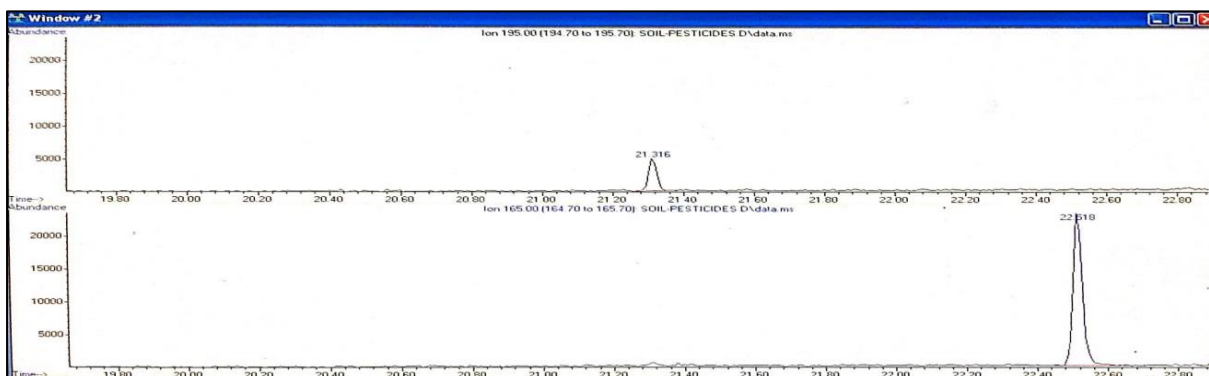 Window #2
Abundance
Ion 195.00 (194.70 to 195.70): SOIL-PESTICIDES.D\data.ms
20000
15000
10000
5000
21.316
Time-->
19.80 20.00 20.20 20.40 20.60 20.80 21.00 21.20 21.40 21.60 21.80 22.00 22.20 22.40 22.60 22.80
Abundance
Ion 165.00 (164.70 to 165.70): SOIL-PESTICIDES.D\data.ms
22.518
20000
15000
10000
5000
Time-->
19.80 20.00 20.20 20.40 20.60 20.80 21.00 21.20 21.40 21.60 21.80 22.00 22.20 22.40 22.60 22.80